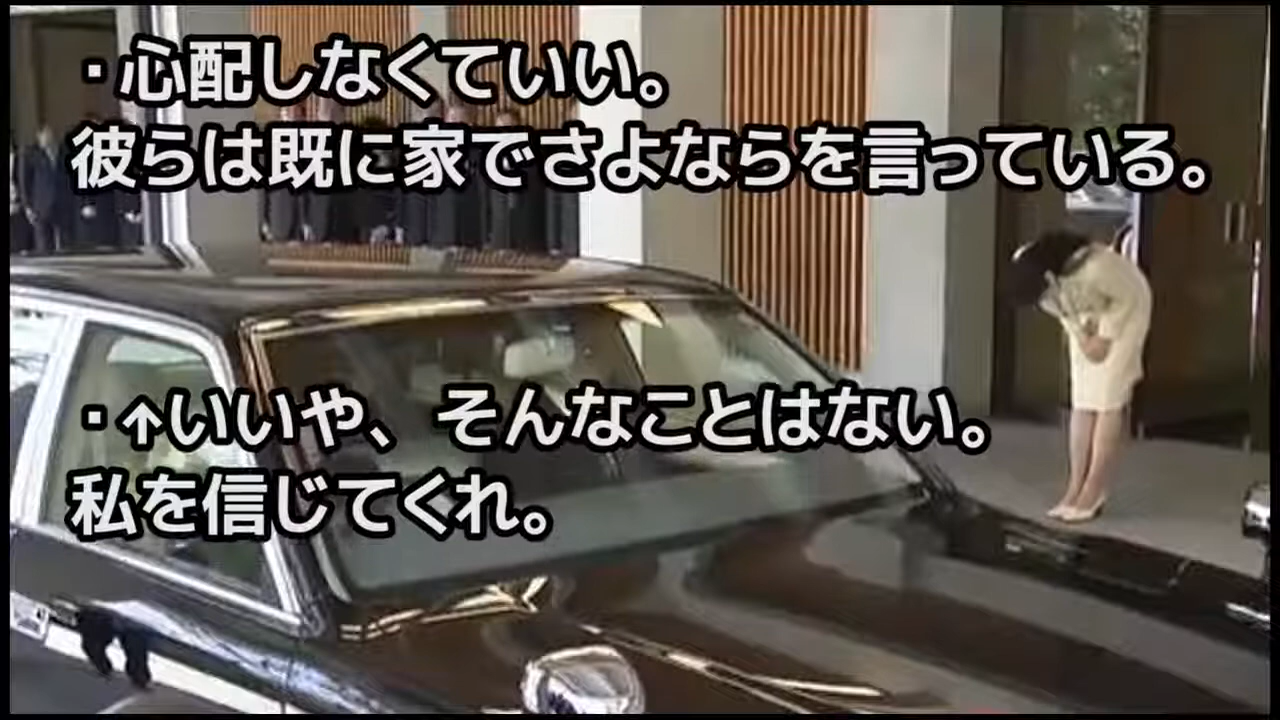 ・心配しなくていい。
彼らは既に家でさよならを言っている。
・↑いいや、そんなことはない。
私を信じてくれ。